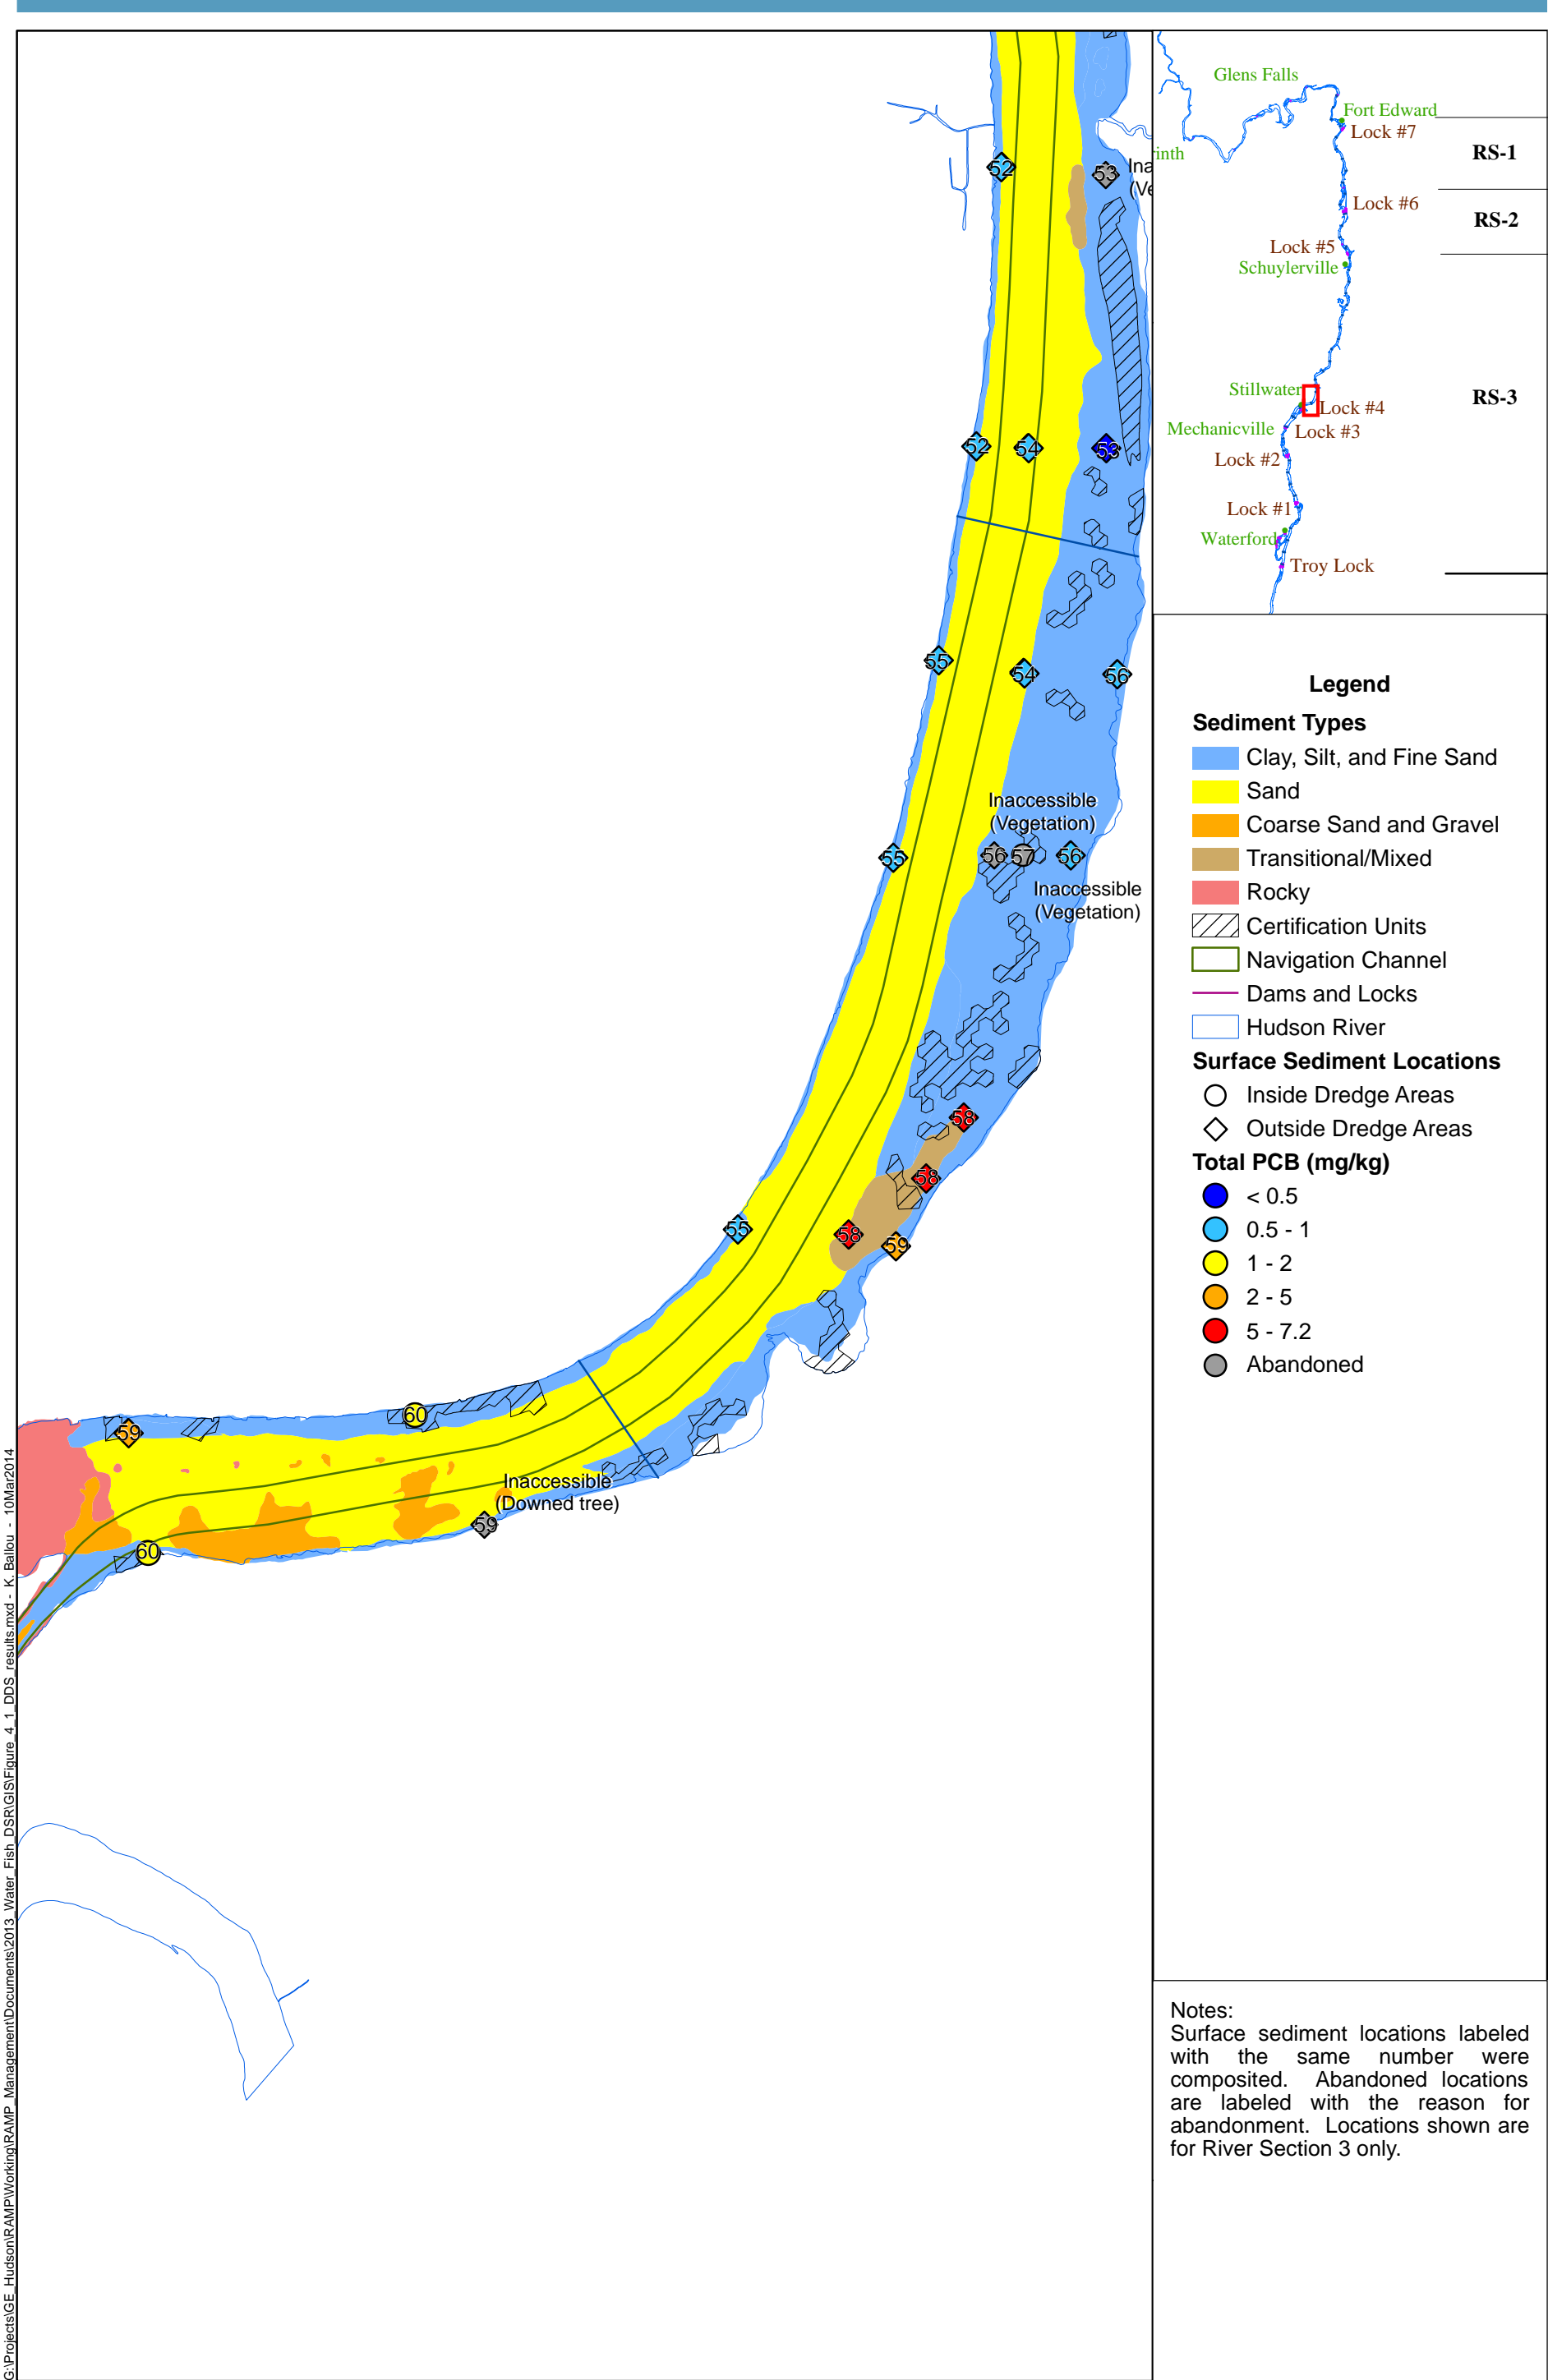 52
53
Ina
(Ve
52
54
53
55
54
56
Inaccessible
(Vegetation)
55
56
57
56
Inaccessible
(Vegetation)
58
58
55
58
59
60
59
Inaccessible
(Downed tree)
59
60
G:\Projects\GE_Hudson\RAMP\Working\RAMP_Management\Documents\2013_Water_Fish_DSR\GIS\Figure_4_1_DDS_results.mxd - K. Ballou - 10Mar2014
Glens Falls
Fort Edward
Lock #7
inth
RS-1
Lock #6
RS-2
Lock #5
Schuylerville
Stillwater
RS-3
Lock #4
Mechanicville
Lock #3
Lock #2
Lock #1
Waterford
Troy Lock
Legend
Sediment Types
Clay, Silt, and Fine Sand
Sand
Coarse Sand and Gravel
Transitional/Mixed
Rocky
Certification Units
Navigation Channel
Dams and Locks
Hudson River
Surface Sediment Locations
Inside Dredge Areas
Outside Dredge Areas
Total PCB (mg/kg)
< 0.5
0.5 - 1
1 - 2
2 - 5
5 - 7.2
Abandoned
Notes:
Surface sediment locations labeled
with the same number were
composited. Abandoned locations
are labeled with the reason for
abandonment. Locations shown are
for River Section 3 only.